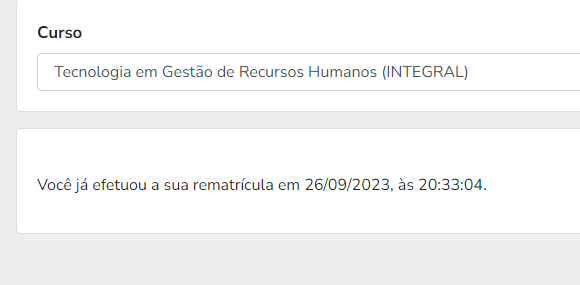 Curso
Tecnologia em Gestão de Recursos Humanos (INTEGRAL)
Você já efetuou a sua rematrícula em 26/09/2023, às 20:33:04.